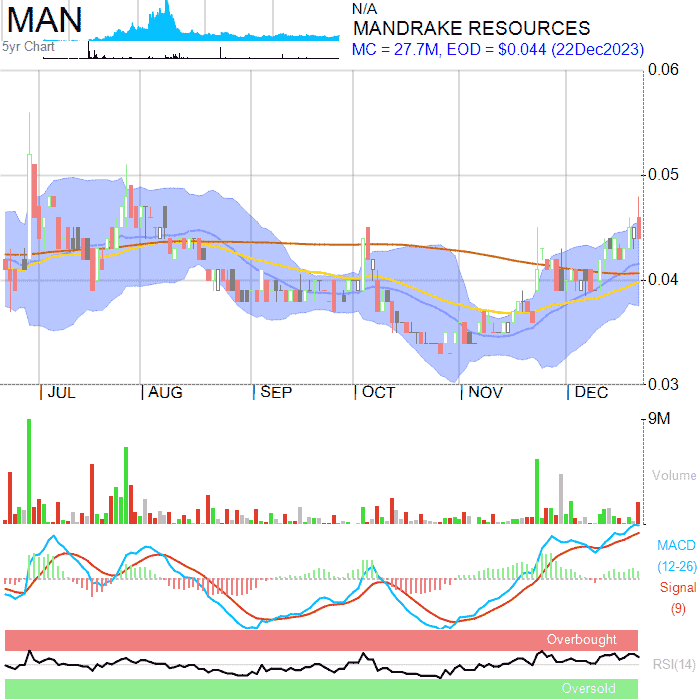 MAN
5yr Chart
N/A
MANDRAKE RESOURCES
MC = 27.7M, EOD = $0.044 (22Dec2023)
0.06
0.05
0.04
0.03
JUL AUG SEP OCT NOV DEC
9M
Volume
MACD
(12-26)
Signal
(9)
Overbought
RSI(14)
Oversold